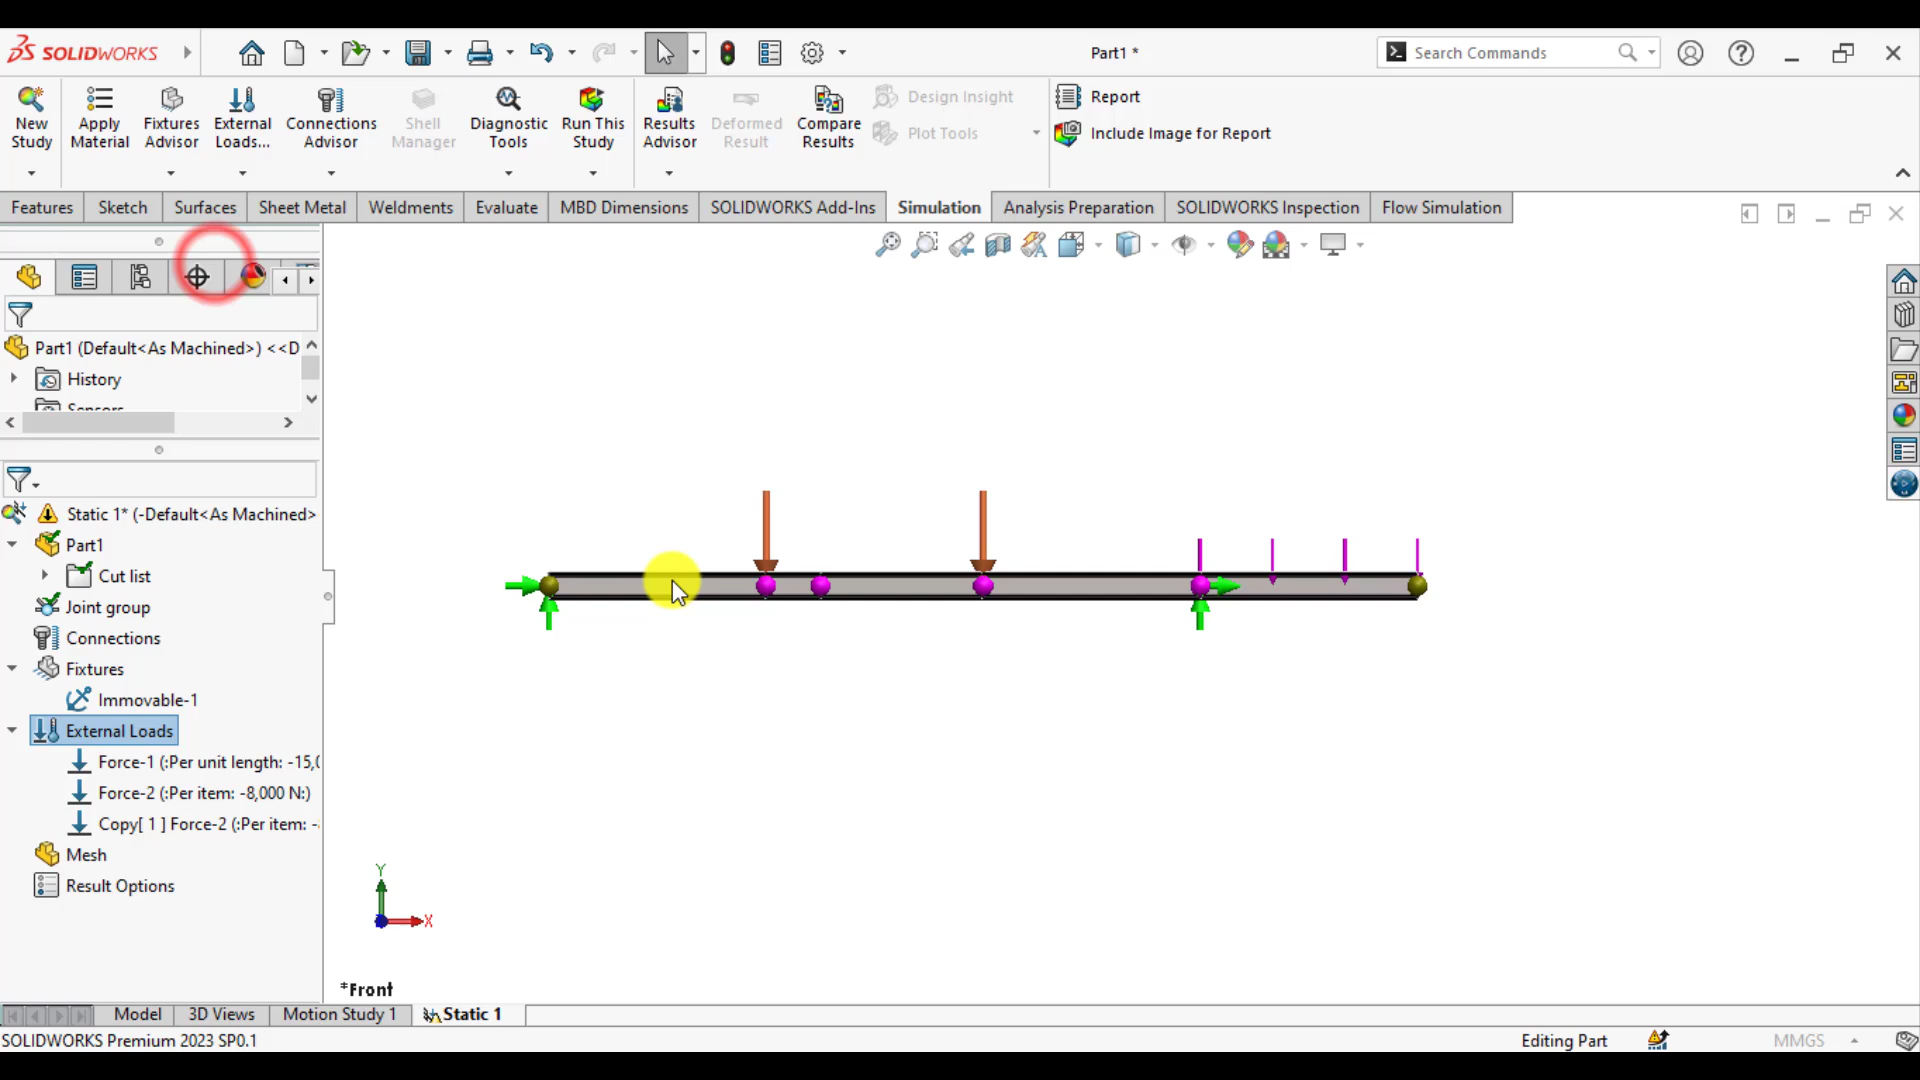 SOLIDWORKS
Part1 *
Search Commands
New Study
Apply Material
Fixtures Advisor
External Loads...
Connections Advisor
Shell Manager
Diagnostic Tools
Run This Study
Results Advisor
Deformed Result
Compare Results
Design Insight
Plot Tools
Report
Include Image for Report
Features
Sketch
Surfaces
Sheet Metal
Weldments
Evaluate
MBD Dimensions
SOLIDWORKS Add-Ins
Simulation
Analysis Preparation
SOLIDWORKS Inspection
Flow Simulation
Part1 (Default<As Machined>) <<D
History
Sensors
Static 1* (-Default<As Machined>
Part1
Cut list
Joint group
Connections
Fixtures
Immovable-1
External Loads
Force-1 (:Per unit length: -15,0
Force-2 (:Per item: -8,000 N:)
Copy[ 1 ] Force-2 (:Per item: -
Mesh
Result Options
Y
X
*Front
Model
3D Views
Motion Study 1
Static 1
SOLIDWORKS Premium 2023 SP0.1
Editing Part
MMGS